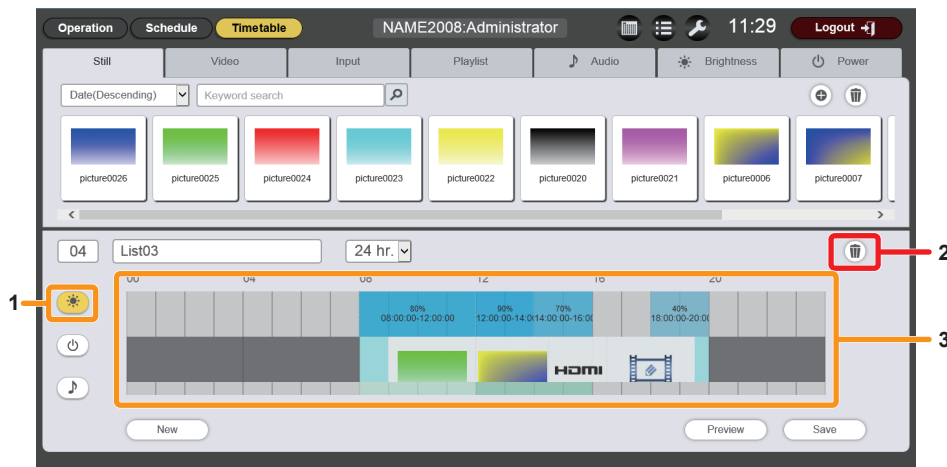 Operation Schedule Timetable NAME2008:Administrator 11:29 Logout
Still Video Input Playlist Audio Brightness Power
Date(Descending) Keyword search
picture0026 picture0025 picture0024 picture0023 picture0022 picture0020 picture0021 picture0006 picture0007
04 List03 24 hr. 2
00 04 08 12 16 20
1
80% 90% 70% 40%
08:00:00-12:00:00 12:00:00-14:0 14:00:00-16:00 18:00:00-20:00
3
HDMI
New Preview Save